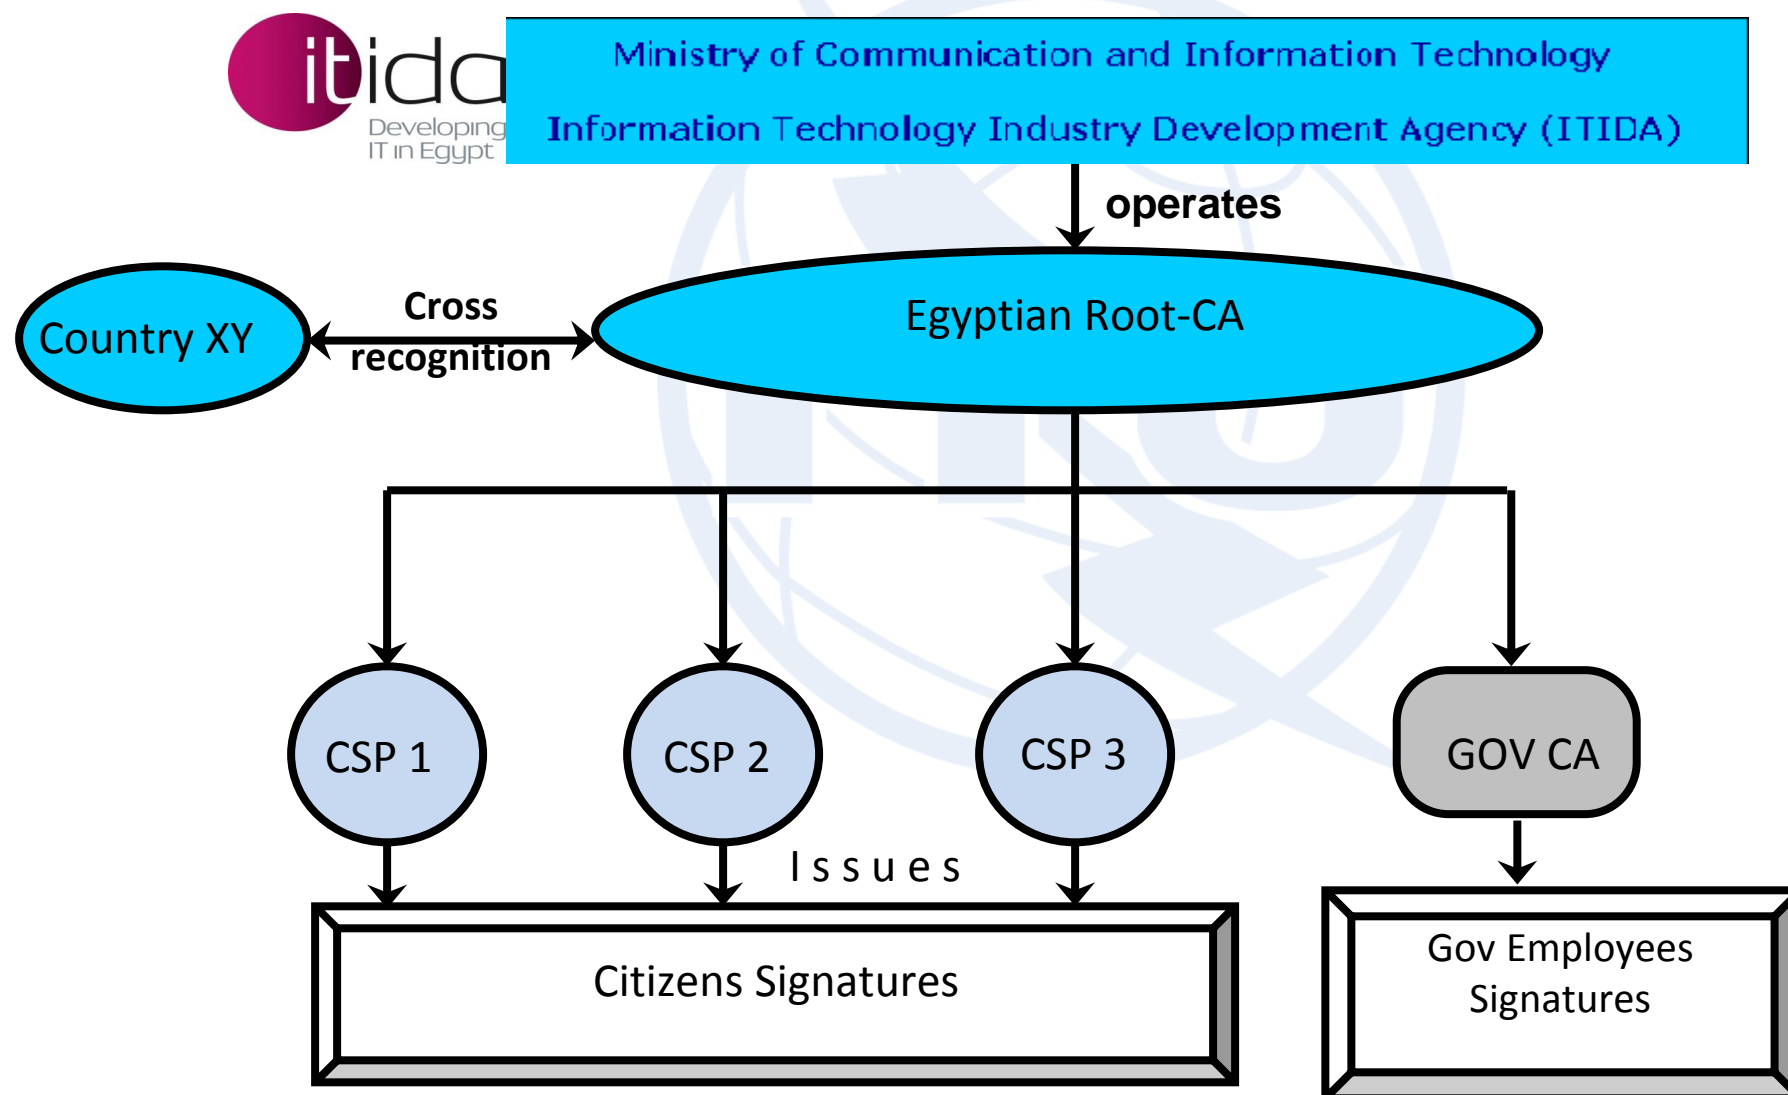 itida
Developing
IT in Egypt
Ministry of Communication and Information Technology
Information Technology Industry Development Agency (ITIDA)
operates
Country XY
Cross
recognition
Egyptian Root-CA
CSP 1
CSP 2
CSP 3
GOV CA
Issues
Citizens Signatures
Gov Employees
Signatures